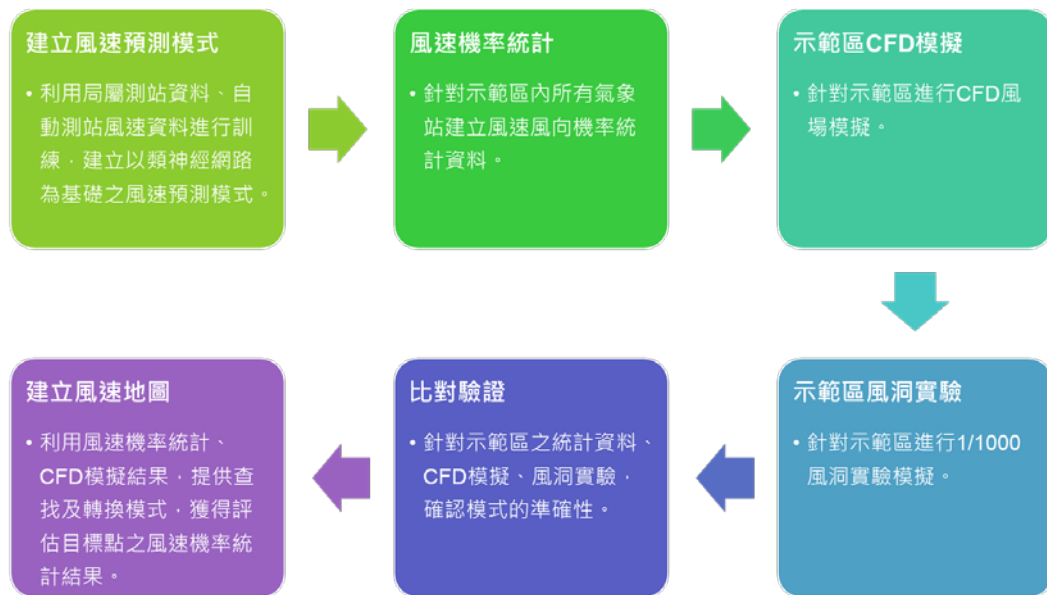 建立風速預測模式
• 利用局屬測站資料、自
動測站風速資料進行訓
練，建立以類神經網路
為基礎之風速預測模式。
風速機率統計
• 針對示範區內所有氣象
站建立風速風向機率統
計資料。
示範區CFD模擬
• 針對示範區進行CFD風
場模擬。
示範區風洞實驗
• 針對示範區進行1/1000
風洞實驗模擬。
比對驗證
• 針對示範區之統計資料、
CFD模擬、風洞實驗，
確認模式的準確性。
建立風速地圖
• 利用風速機率統計、
CFD模擬結果，提供查
找及轉換模式，獲得評
估目標點之風速機率統
計結果。